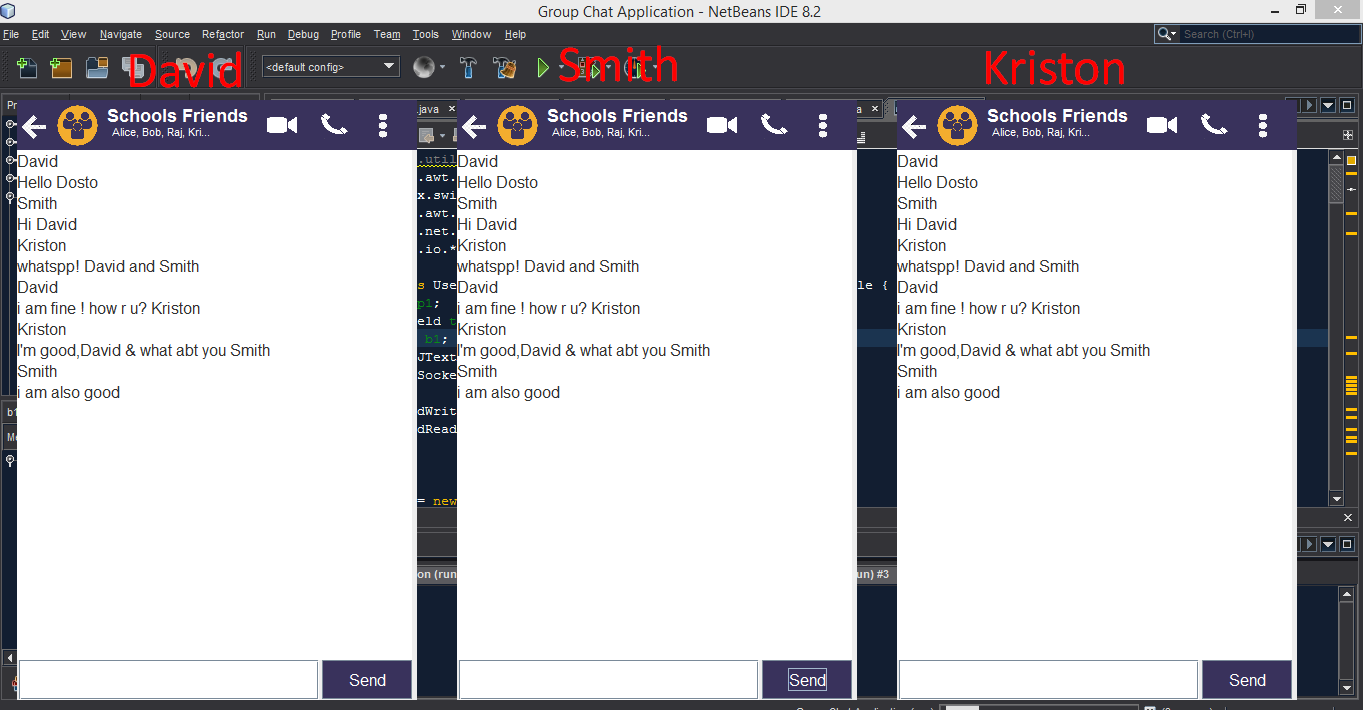 Group Chat Application - NetBeans IDE 8.2
File Edit View Navigate Source Refactor Run Debug Profile Team Tools Window Help
Search (Ctrl+I)
David
Smith
Kriston
<default config>
.java
Schools Friends
Alice, Bob, Raj, Kri...
David
Hello Dosto
Smith
Hi David
Kriston
whatspp! David and Smith
David
i am fine ! how r u? Kriston
Kriston
I'm good,David & what abt you Smith
Smith
i am also good
Send
.util
.awt.
x.swi
.awt.
.net.
.io.*
s Use
p1;
eld t
b1;
JText
Socke
dWrit
dRead
= new
on (run
Schools Friends
Alice, Bob, Raj, Kri...
David
Hello Dosto
Smith
Hi David
Kriston
whatspp! David and Smith
David
i am fine ! how r u? Kriston
Kriston
I'm good,David & what abt you Smith
Smith
i am also good
Send
le {
un) #3
Schools Friends
Alice, Bob, Raj, Kri...
David
Hello Dosto
Smith
Hi David
Kriston
whatspp! David and Smith
David
i am fine ! how r u? Kriston
Kriston
I'm good,David & what abt you Smith
Smith
i am also good
Send